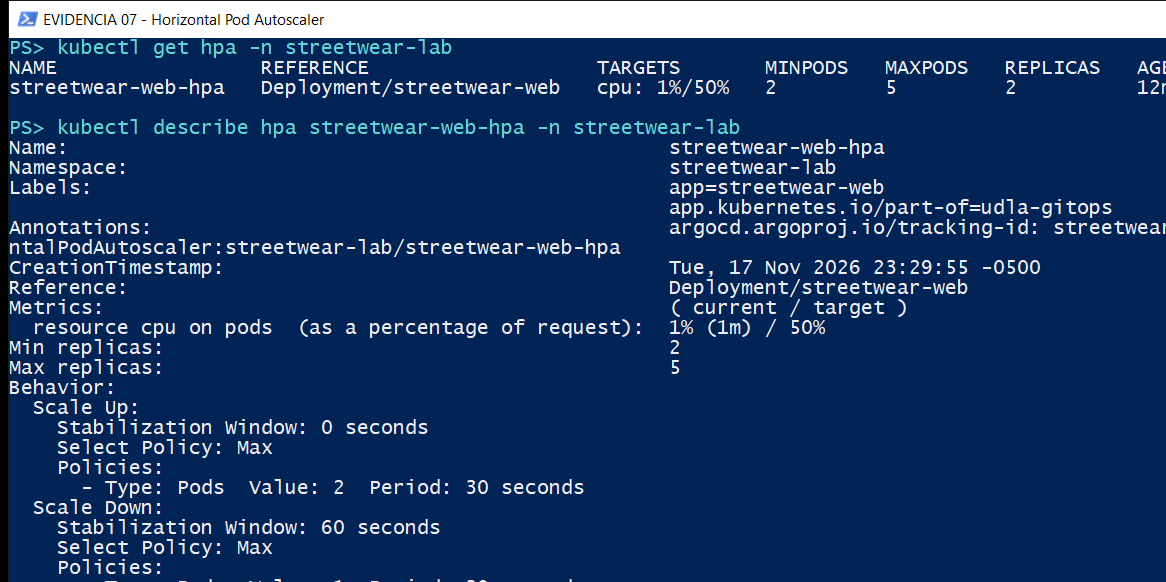 EVIDENCIA 07 - Horizontal Pod Autoscaler
PS> kubectl get hpa -n streetwear-lab
NAME REFERENCE TARGETS MINPODS MAXPODS REPLICAS AGE
streetwear-web-hpa Deployment/streetwear-web cpu: 1%/50% 2 5 2 12m
PS> kubectl describe hpa streetwear-web-hpa -n streetwear-lab
Name: streetwear-web-hpa
Namespace: streetwear-lab
Labels: app=streetwear-web
app.kubernetes.io/part-of=udla-gitops
Annotations: argocd.argoproj.io/tracking-id: streetwear
ntalPodAutoscaler:streetwear-lab/streetwear-web-hpa
CreationTimestamp: Tue, 17 Nov 2026 23:29:55 -0500
Reference: Deployment/streetwear-web
Metrics: ( current / target )
resource cpu on pods (as a percentage of request): 1% (1m) / 50%
Min replicas: 2
Max replicas: 5
Behavior:
Scale Up:
Stabilization Window: 0 seconds
Select Policy: Max
Policies:
- Type: Pods Value: 2 Period: 30 seconds
Scale Down:
Stabilization Window: 60 seconds
Select Policy: Max
Policies: